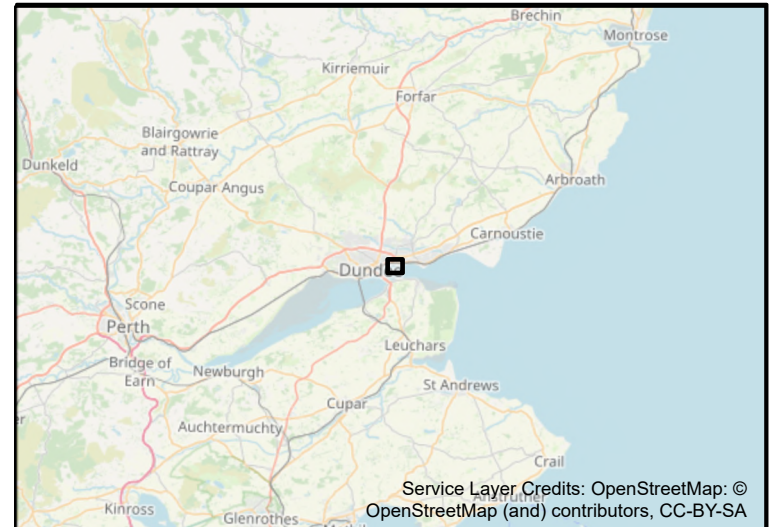 Brechin
Montrose
Kirriemuir
Forfar
Blairgowrie
and Rattray
Dunkeld
Coupar Angus
Arbroath
Carnoustie
Scone
Perth
Leuchars
Bridge of
Earn
Newburgh
St Andrews
Cupar
Auchtermuchty
Crail
Service Layer Credits: OpenStreetMap: ©
Anstruther
OpenStreetMap (and) contributors, CC-BY-SA
Kinross
Glenrothes